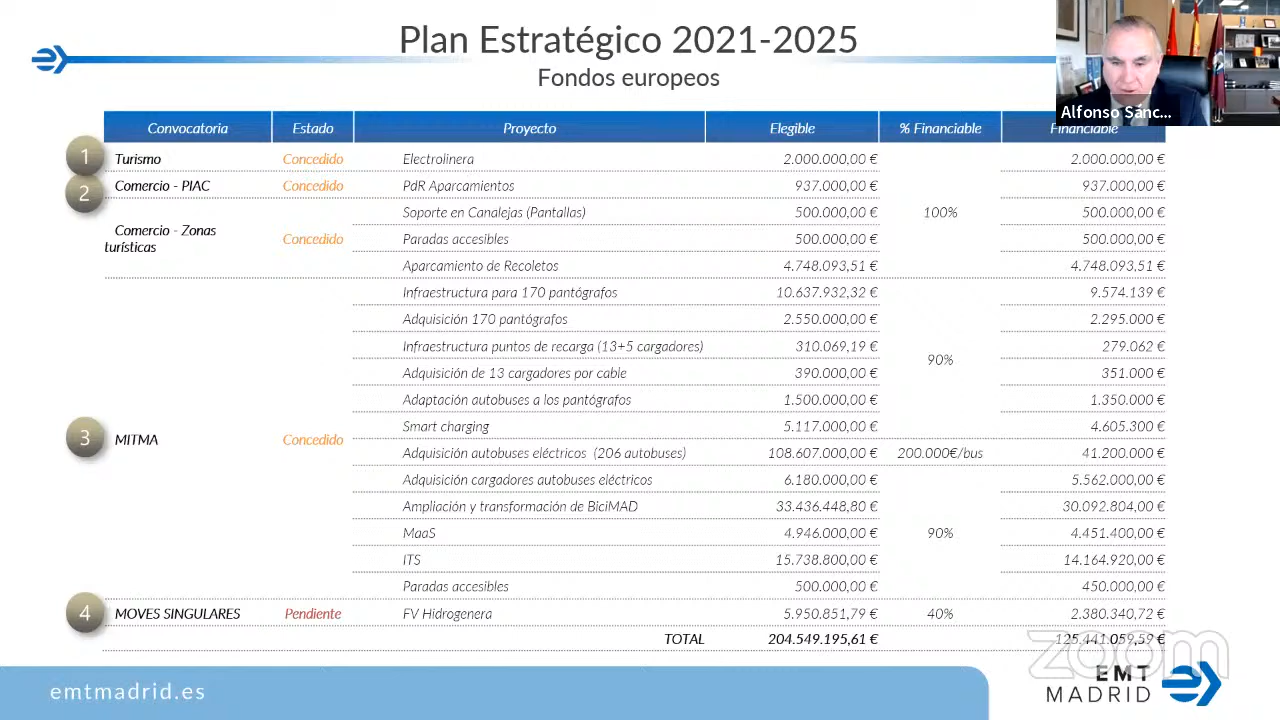 Plan Estratégico 2021-2025
Fondos europeos
Alfonso Sánc...
Convocatoria Estado Proyecto Elegible % Financiable Financiable
1 Turismo Concedido Electrolinera 2.000.000,00 € 2.000.000,00 €
2 Comercio - PIAC Concedido PdR Aparcamientos 937.000,00 € 937.000,00 €
Soporte en Canalejas (Pantallas) 500.000,00 € 100% 500.000,00 €
Comercio - Zonas
turísticas Concedido Paradas accesibles 500.000,00 € 500.000,00 €
Aparcamiento de Recoletos 4.748.093,51 € 4.748.093,51 €
Infraestructura para 170 pantógrafos 10.637.932,32 € 9.574.139 €
Adquisición 170 pantógrafos 2.550.000,00 € 2.295.000 €
Infraestructura puntos de recarga (13+5 cargadores) 310.069,19 € 90% 279.062 €
Adquisición de 13 cargadores por cable 390.000,00 € 351.000 €
Adaptación autobuses a los pantógrafos 1.500.000,00 € 1.350.000 €
Smart charging 5.117.000,00 € 4.605.300 €
3 MITMA Concedido Adquisición autobuses eléctricos (206 autobuses) 108.607.000,00 € 200.000€/bus 41.200.000 €
Adquisición cargadores autobuses eléctricos 6.180.000,00 € 5.562.000 €
Ampliación y transformación de BiciMAD 33.436.448,80 € 30.092.804,00 €
MaaS 4.946.000,00 € 90% 4.451.400,00 €
ITS 15.738.800,00 € 14.164.920,00 €
Paradas accesibles 500.000,00 € 450.000,00 €
4 MOVES SINGULARES Pendiente FV Hidrogenera 5.950.851,79 € 40% 2.380.340,72 €
TOTAL 204.549.195,61 € 125.441.059,59 €
zoom
emtmadrid.es
EMT
MADRID